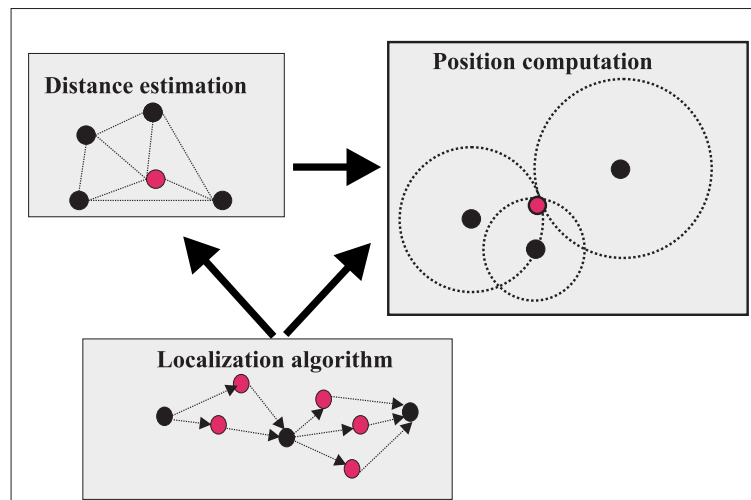 Distance estimation
Position computation
Localization algorithm